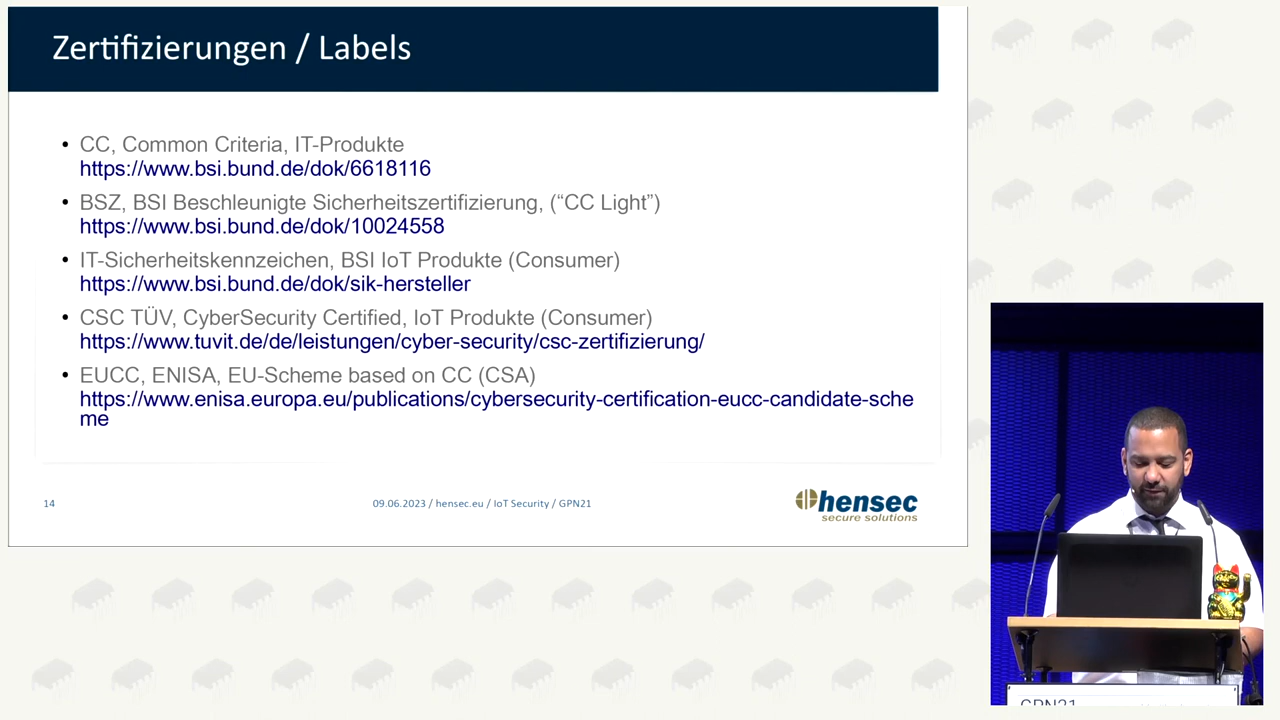 Zertifizierungen / Labels
• CC, Common Criteria, IT-Produkte
https://www.bsi.bund.de/dok/6618116
• BSZ, BSI Beschleunigte Sicherheitszertifizierung, (“CC Light”)
https://www.bsi.bund.de/dok/10024558
• IT-Sicherheitskennzeichen, BSI IoT Produkte (Consumer)
https://www.bsi.bund.de/dok/sik-hersteller
• CSC TÜV, CyberSecurity Certified, IoT Produkte (Consumer)
https://www.tuvit.de/de/leistungen/cyber-security/csc-zertifizierung/
• EUCC, ENISA, EU-Scheme based on CC (CSA)
https://www.enisa.europa.eu/publications/cybersecurity-certification-eucc-candidate-sche
me
14
09.06.2023 / hensec.eu / IoT Security / GPN21
hensec
secure solutions
GPN21